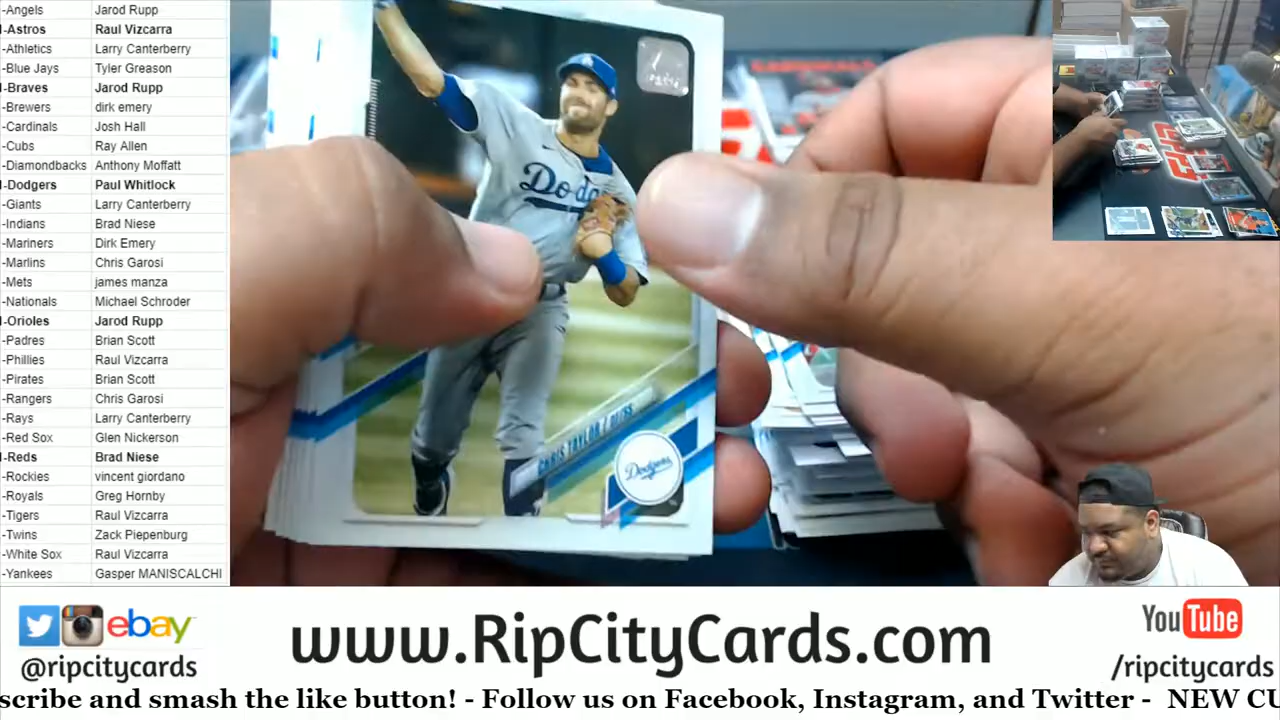 -Angels Jarod Rupp
-Astros Raul Vizcarra
-Athletics Larry Canterberry
-Blue Jays Tyler Greason
-Braves Jarod Rupp
-Brewers dirk emery
-Cardinals Josh Hall
-Cubs Ray Allen
-Diamondbacks Anthony Moffatt
-Dodgers Paul Whitlock
-Giants Larry Canterberry
-Indians Brad Niese
-Mariners Dirk Emery
-Marlins Chris Garosi
-Mets james manza
-Nationals Michael Schroder
-Orioles Jarod Rupp
-Padres Brian Scott
-Phillies Raul Vizcarra
-Pirates Brian Scott
-Rangers Chris Garosi
-Rays Larry Canterberry
-Red Sox Glen Nickerson
-Reds Brad Niese
-Rockies vincent giordano
-Royals Greg Hornby
-Tigers Raul Vizcarra
-Twins Zack Piepenburg
-White Sox Raul Vizcarra
-Yankees Gasper MANISCALCHI
CHRIS TAYLOR / OF/SS
Dodgers
ebay
@ripcitycards
www.RipCityCards.com
YouTube
/ripcitycards
scribe and smash the like button! - Follow us on Facebook, Instagram, and Twitter - NEW CU